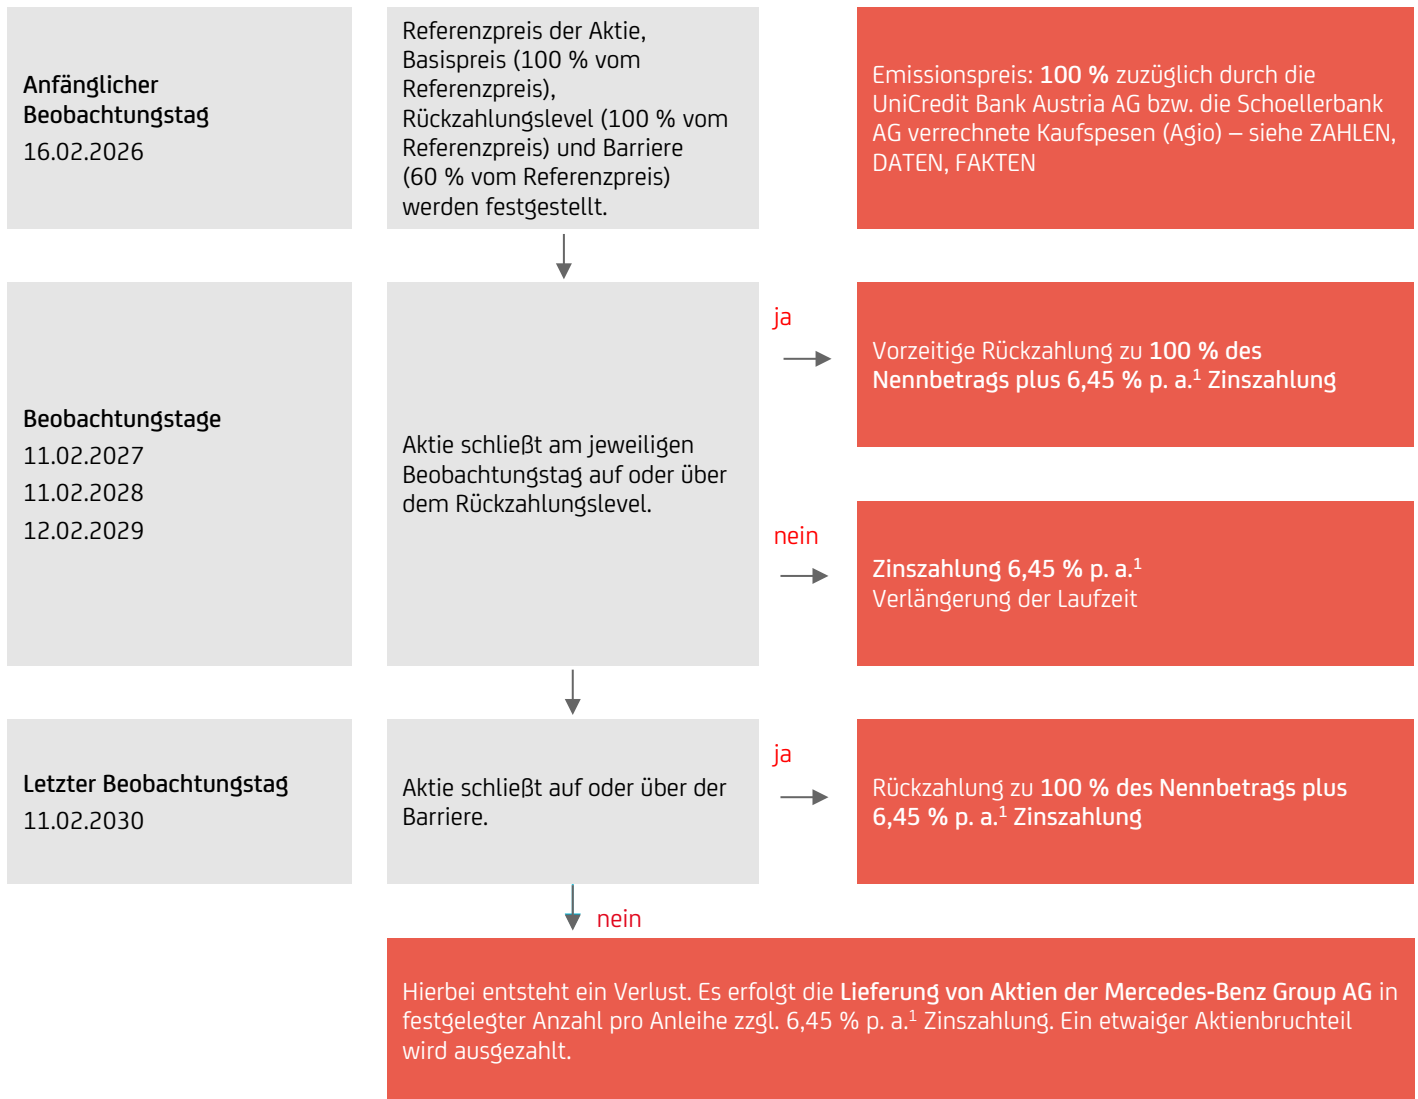 Anfänglicher
Beobachtungstag
16.02.2026
Referenzpreis der Aktie,
Basispreis (100 % vom
Referenzpreis),
Rückzahlungslevel (100 % vom
Referenzpreis) und Barriere
(60 % vom Referenzpreis)
werden festgestellt.
Emissionspreis: 100 % zuzüglich durch die
UniCredit Bank Austria AG bzw. die Schoellerbank
AG verrechnete Kaufspesen (Agio) – siehe ZAHLEN,
DATEN, FAKTEN
Beobachtungstage
11.02.2027
11.02.2028
12.02.2029
Aktie schließt am jeweiligen
Beobachtungstag auf oder über
dem Rückzahlungslevel.
ja
Vorzeitige Rückzahlung zu 100 % des
Nennbetrags plus 6,45 % p. a.¹ Zinszahlung
nein
Zinszahlung 6,45 % p. a.¹
Verlängerung der Laufzeit
Letzter Beobachtungstag
11.02.2030
Aktie schließt auf oder über der
Barriere.
ja
Rückzahlung zu 100 % des Nennbetrags plus
6,45 % p. a.¹ Zinszahlung
nein
Hierbei entsteht ein Verlust. Es erfolgt die Lieferung von Aktien der Mercedes-Benz Group AG in
festgelegter Anzahl pro Anleihe zzgl. 6,45 % p. a.¹ Zinszahlung. Ein etwaiger Aktienbruchteil
wird ausgezahlt.